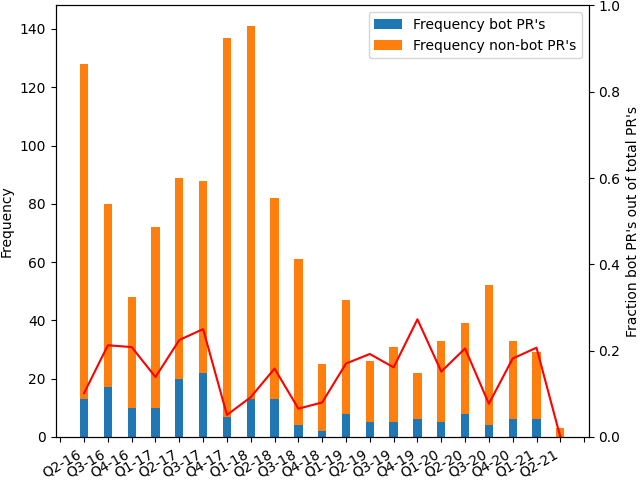 Frequency bot PR's
Frequency non-bot PR's
Frequency
0
20
40
60
80
100
120
140
Fraction bot PR's out of total PR's
0.0
0.2
0.4
0.6
0.8
1.0
Q2-16
Q3-16
Q4-16
Q1-17
Q2-17
Q3-17
Q4-17
Q1-18
Q2-18
Q3-18
Q4-18
Q1-19
Q2-19
Q3-19
Q4-19
Q1-20
Q2-20
Q3-20
Q4-20
Q1-21
Q2-21